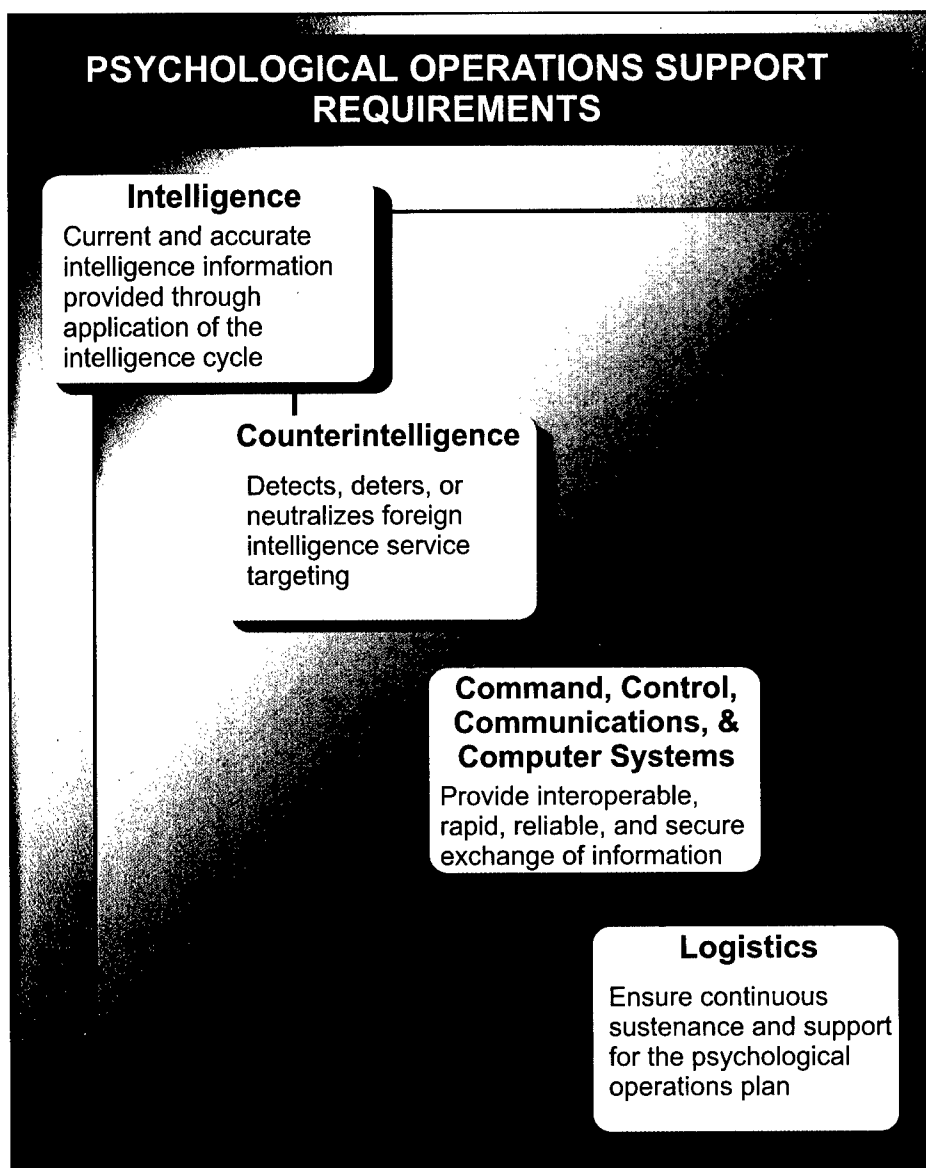 PSYCHOLOGICAL OPERATIONS SUPPORT
REQUIREMENTS
Intelligence
Current and accurate
intelligence information
provided through
application of the
intelligence cycle
Counterintelligence
Detects, deters, or
neutralizes foreign
intelligence service
targeting
Command, Control,
Communications, &
Computer Systems
Provide interoperable,
rapid, reliable, and secure
exchange of information
Logistics
Ensure continuous
sustenance and support
for the psychological
operations plan